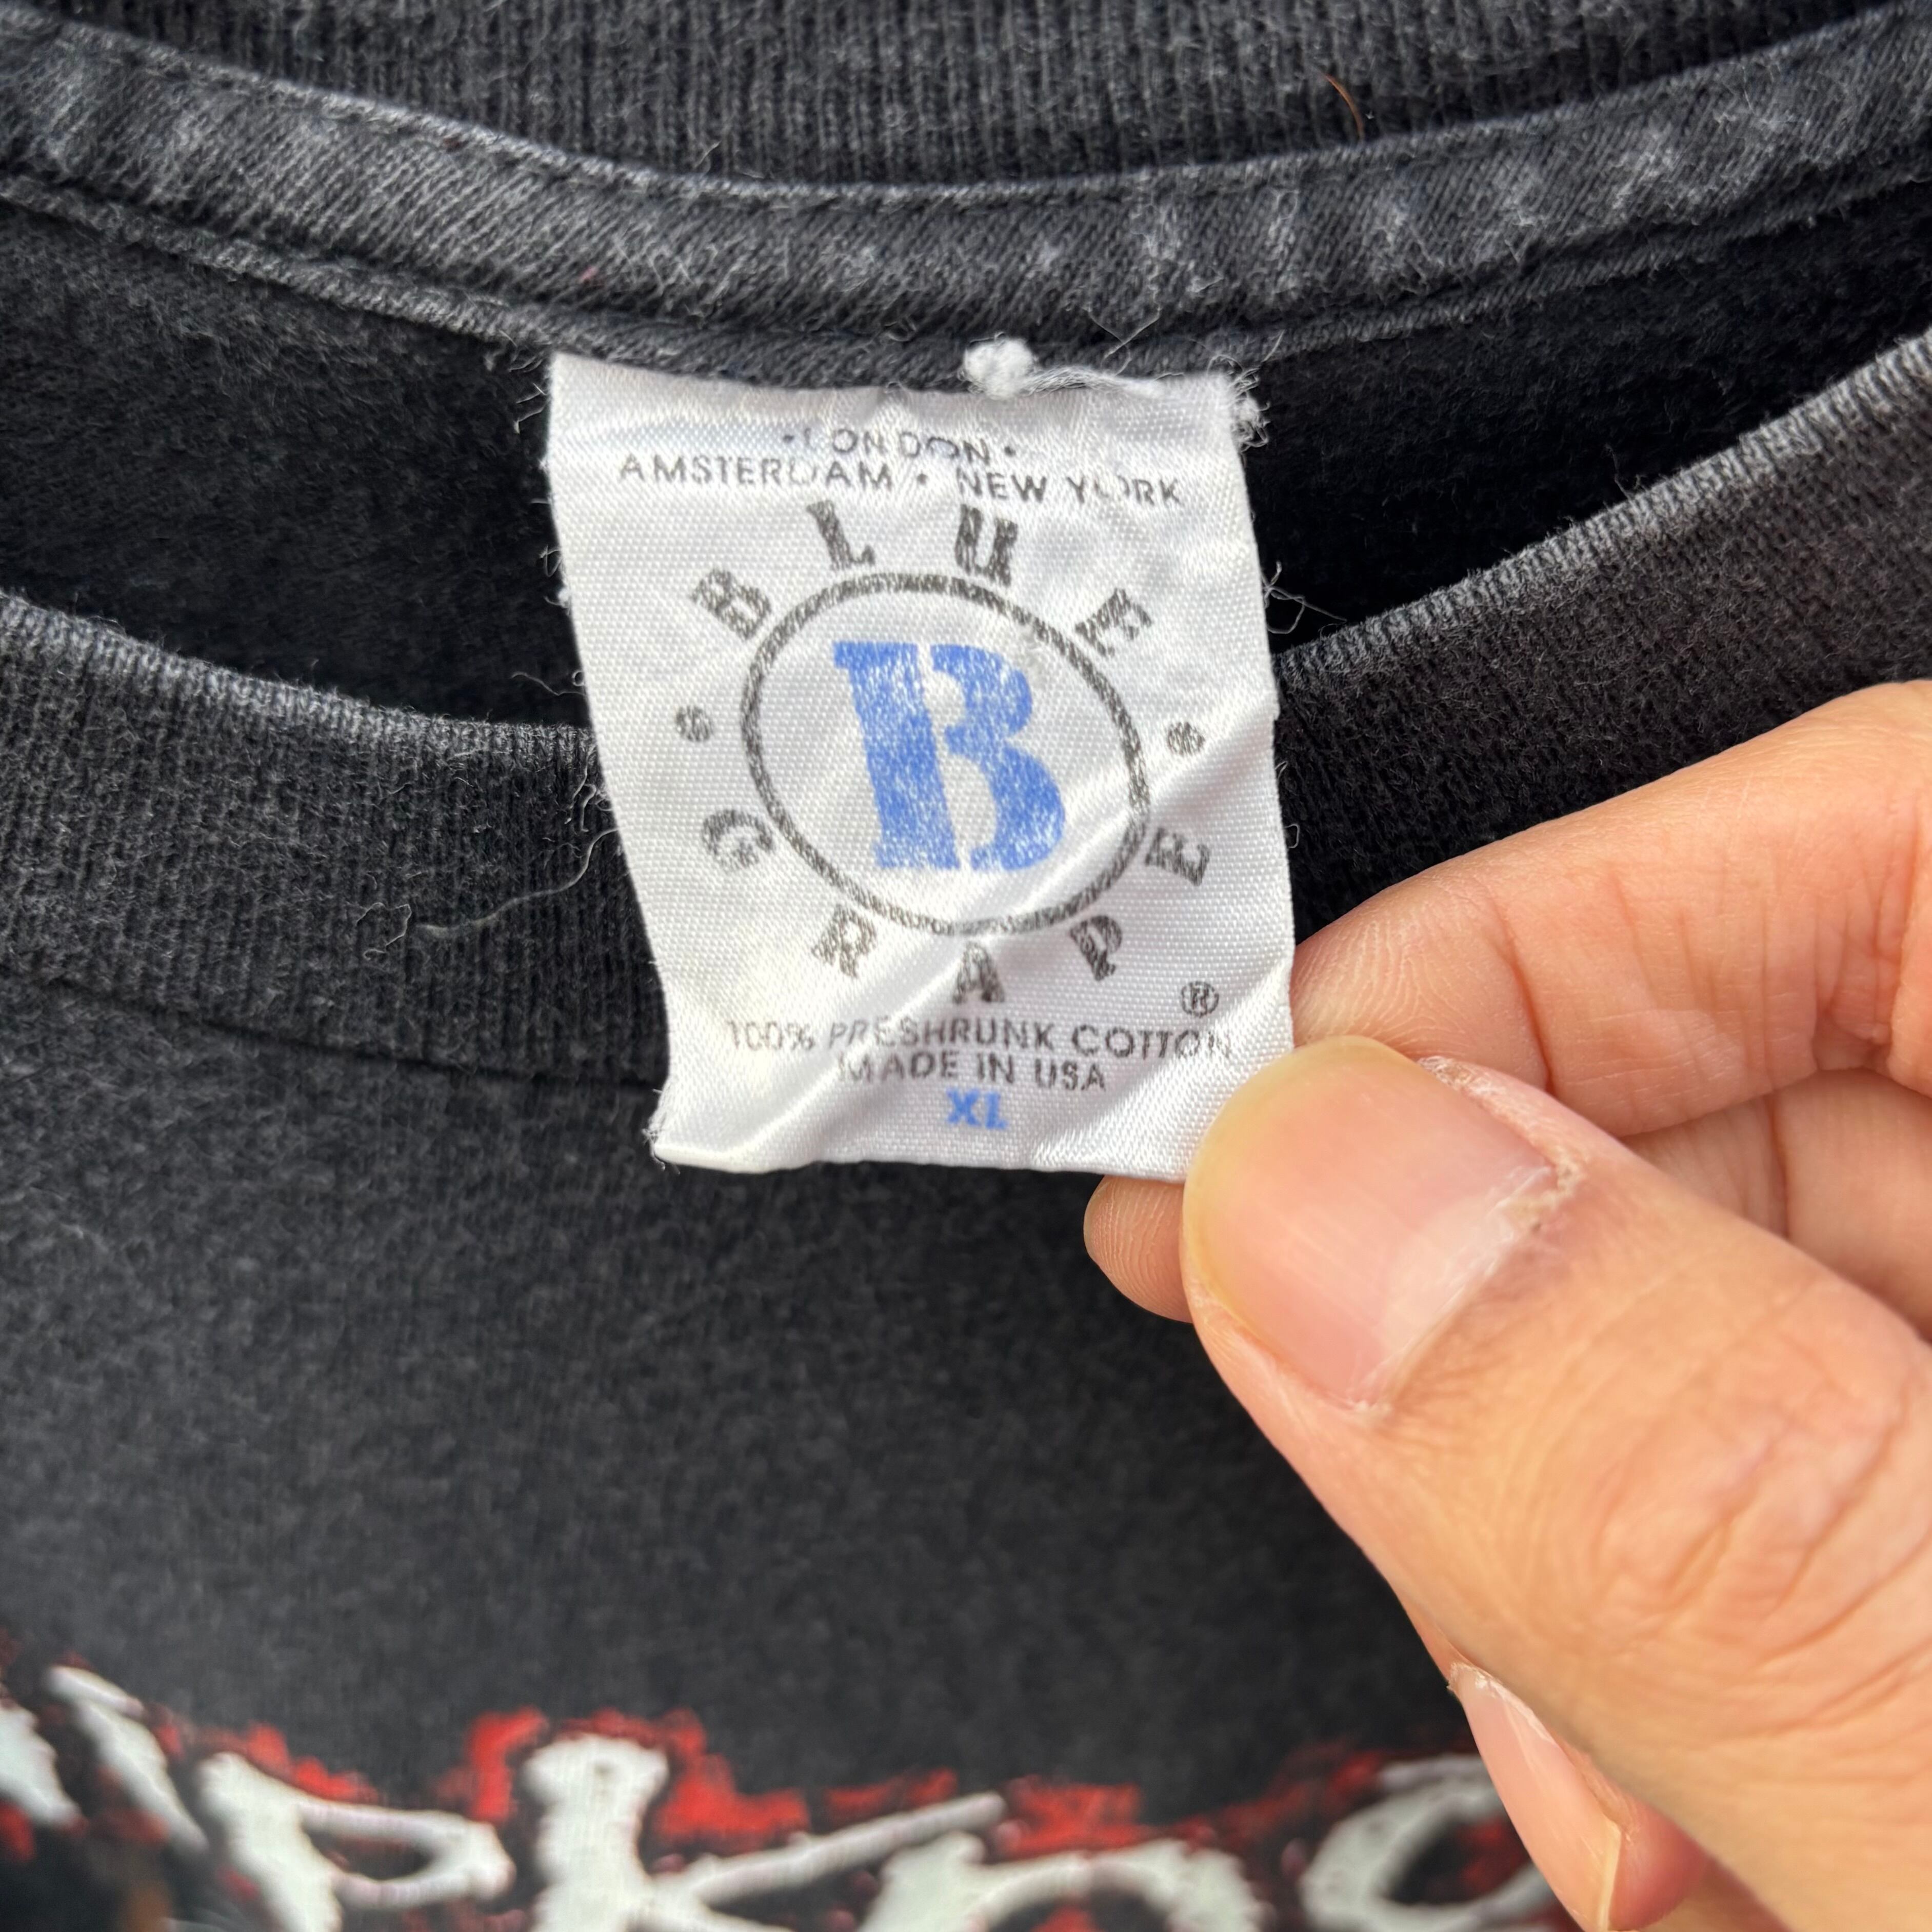 •LONDON•
AMSTERDAM • NEW YORK
BLUE
B
GRAPE
®
100% PRESHRUNK COTTON
MADE IN USA
XL